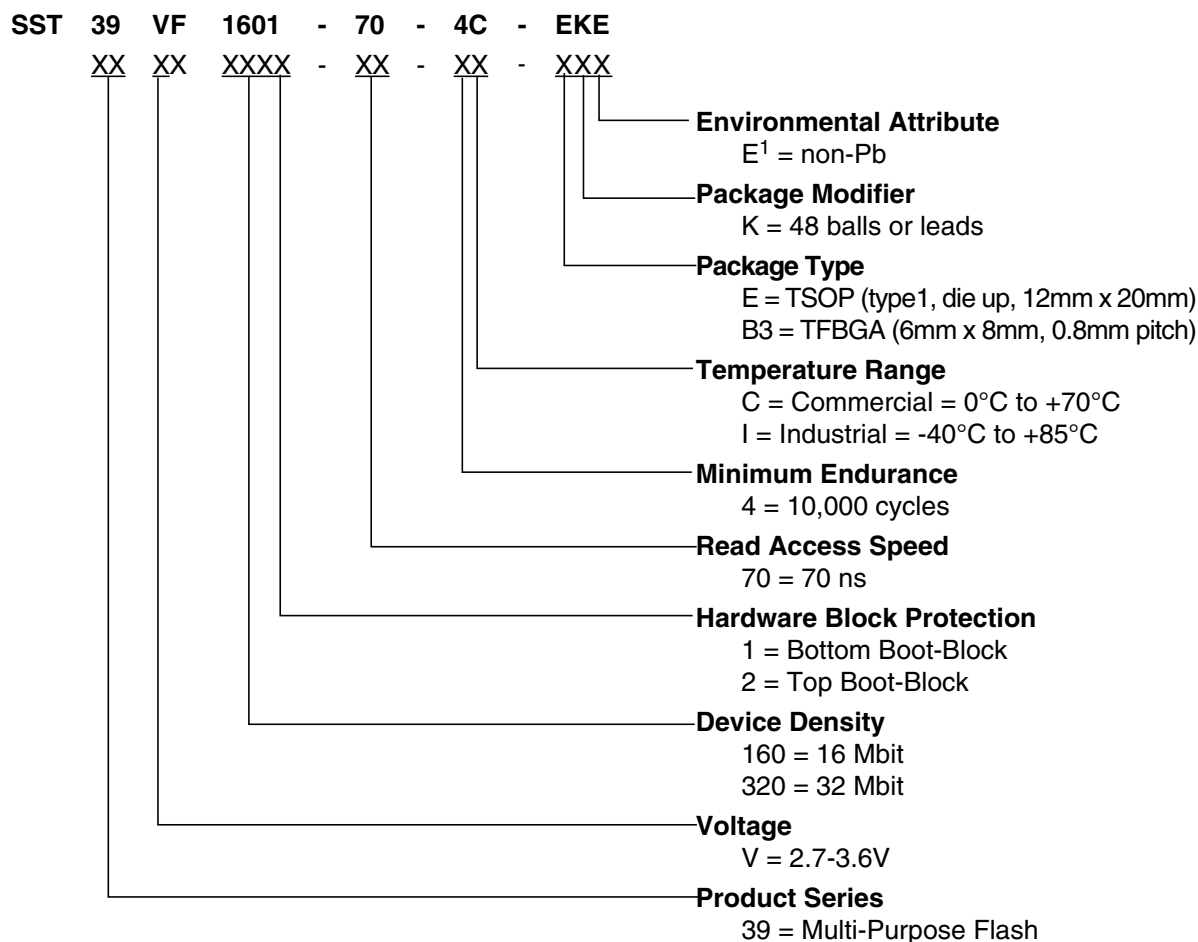 SST 39 VF 1601 - 70 - 4C - EKE
XX XX XXXX - XX - XX - XXX
Environmental Attribute
E1 = non-Pb
Package Modifier
K = 48 balls or leads
Package Type
E = TSOP (type1, die up, 12mm x 20mm)
B3 = TFBGA (6mm x 8mm, 0.8mm pitch)
Temperature Range
C = Commercial = 0°C to +70°C
I = Industrial = -40°C to +85°C
Minimum Endurance
4 = 10,000 cycles
Read Access Speed
70 = 70 ns
Hardware Block Protection
1 = Bottom Boot-Block
2 = Top Boot-Block
Device Density
160 = 16 Mbit
320 = 32 Mbit
Voltage
V = 2.7-3.6V
Product Series
39 = Multi-Purpose Flash